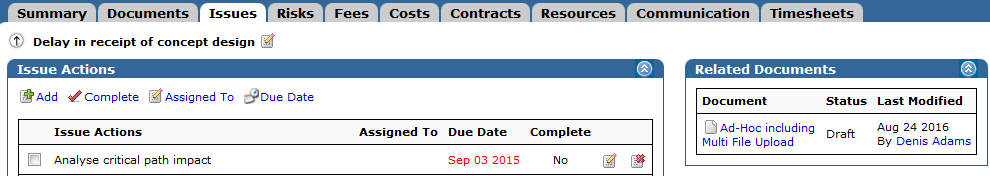 Summary Documents Issues Risks Fees Costs Contracts Resources Communication Timesheets
Delay in receipt of concept design
Issue Actions
Add Complete Assigned To Due Date
Issue Actions Assigned To Due Date Complete
Analyse critical path impact Sep 03 2015 No
Related Documents
Document Status Last Modified
Ad-Hoc including Multi File Upload Draft Aug 24 2016 By Denis Adams